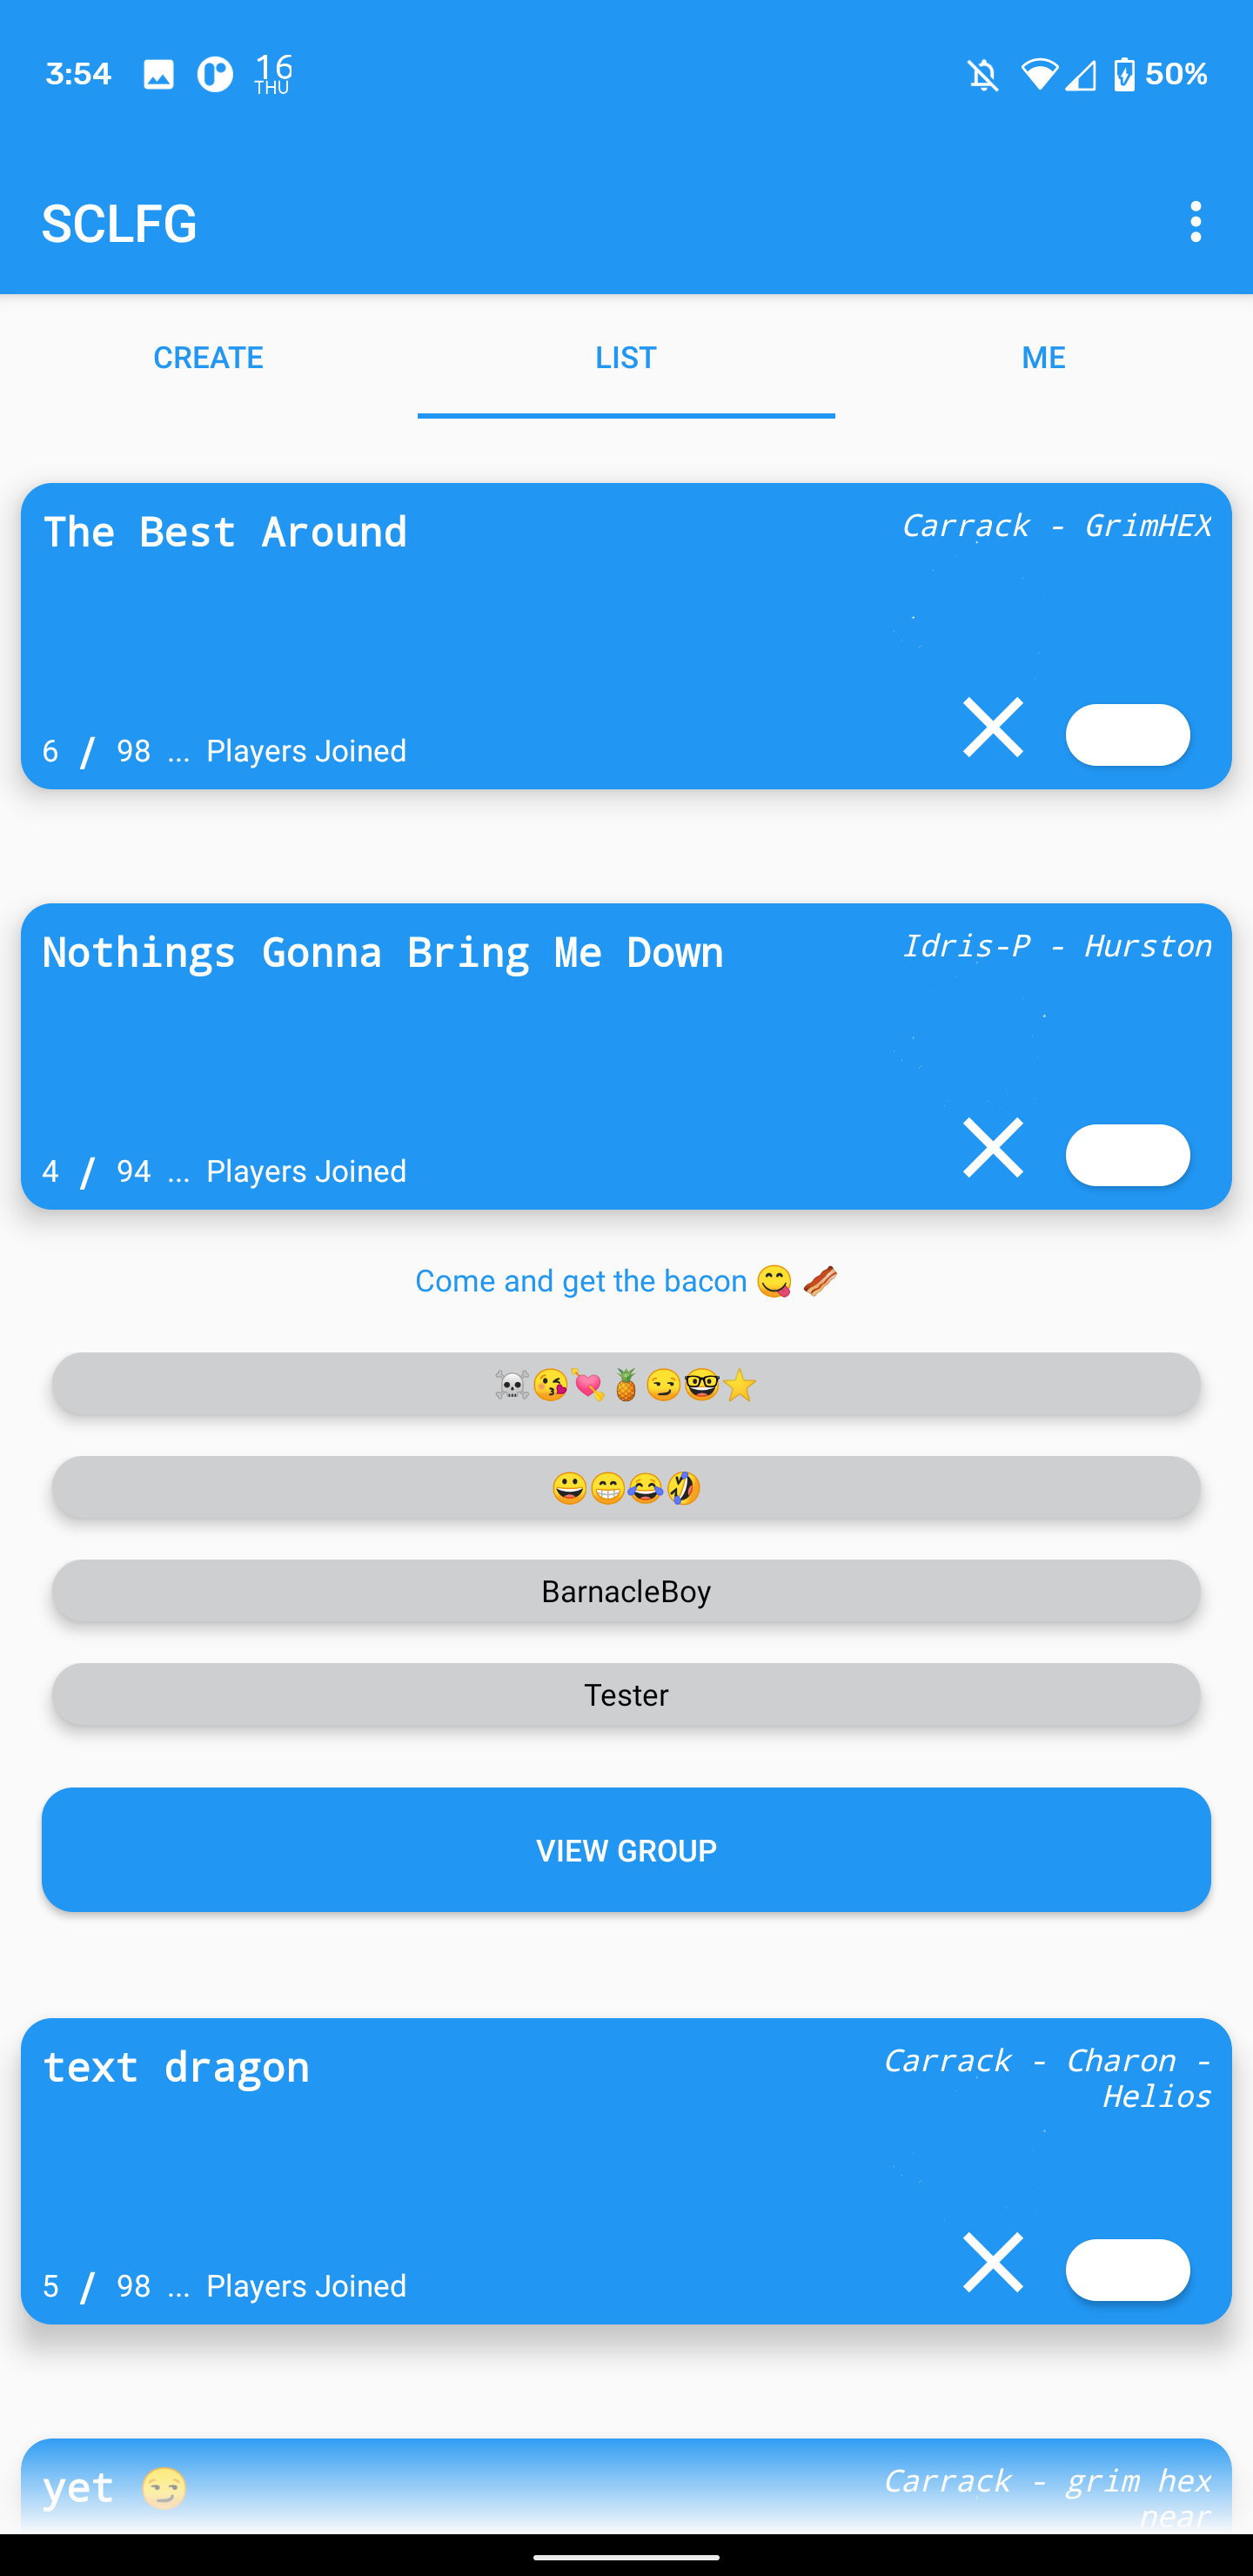 3:54 16 THU 50%
SCLFG
CREATE LIST ME
The Best Around Carrack - GrimHEX
6 / 98 ... Players Joined
Nothings Gonna Bring Me Down Idris-P - Hurston
4 / 94 ... Players Joined
Come and get the bacon 😋 🥓
☠️😘💘🍍😏🤓⭐
😀😁😂🤣
BarnacleBoy
Tester
VIEW GROUP
text dragon Carrack - Charon -
Helios
5 / 98 ... Players Joined
yet 😏 Carrack - grim hex
near